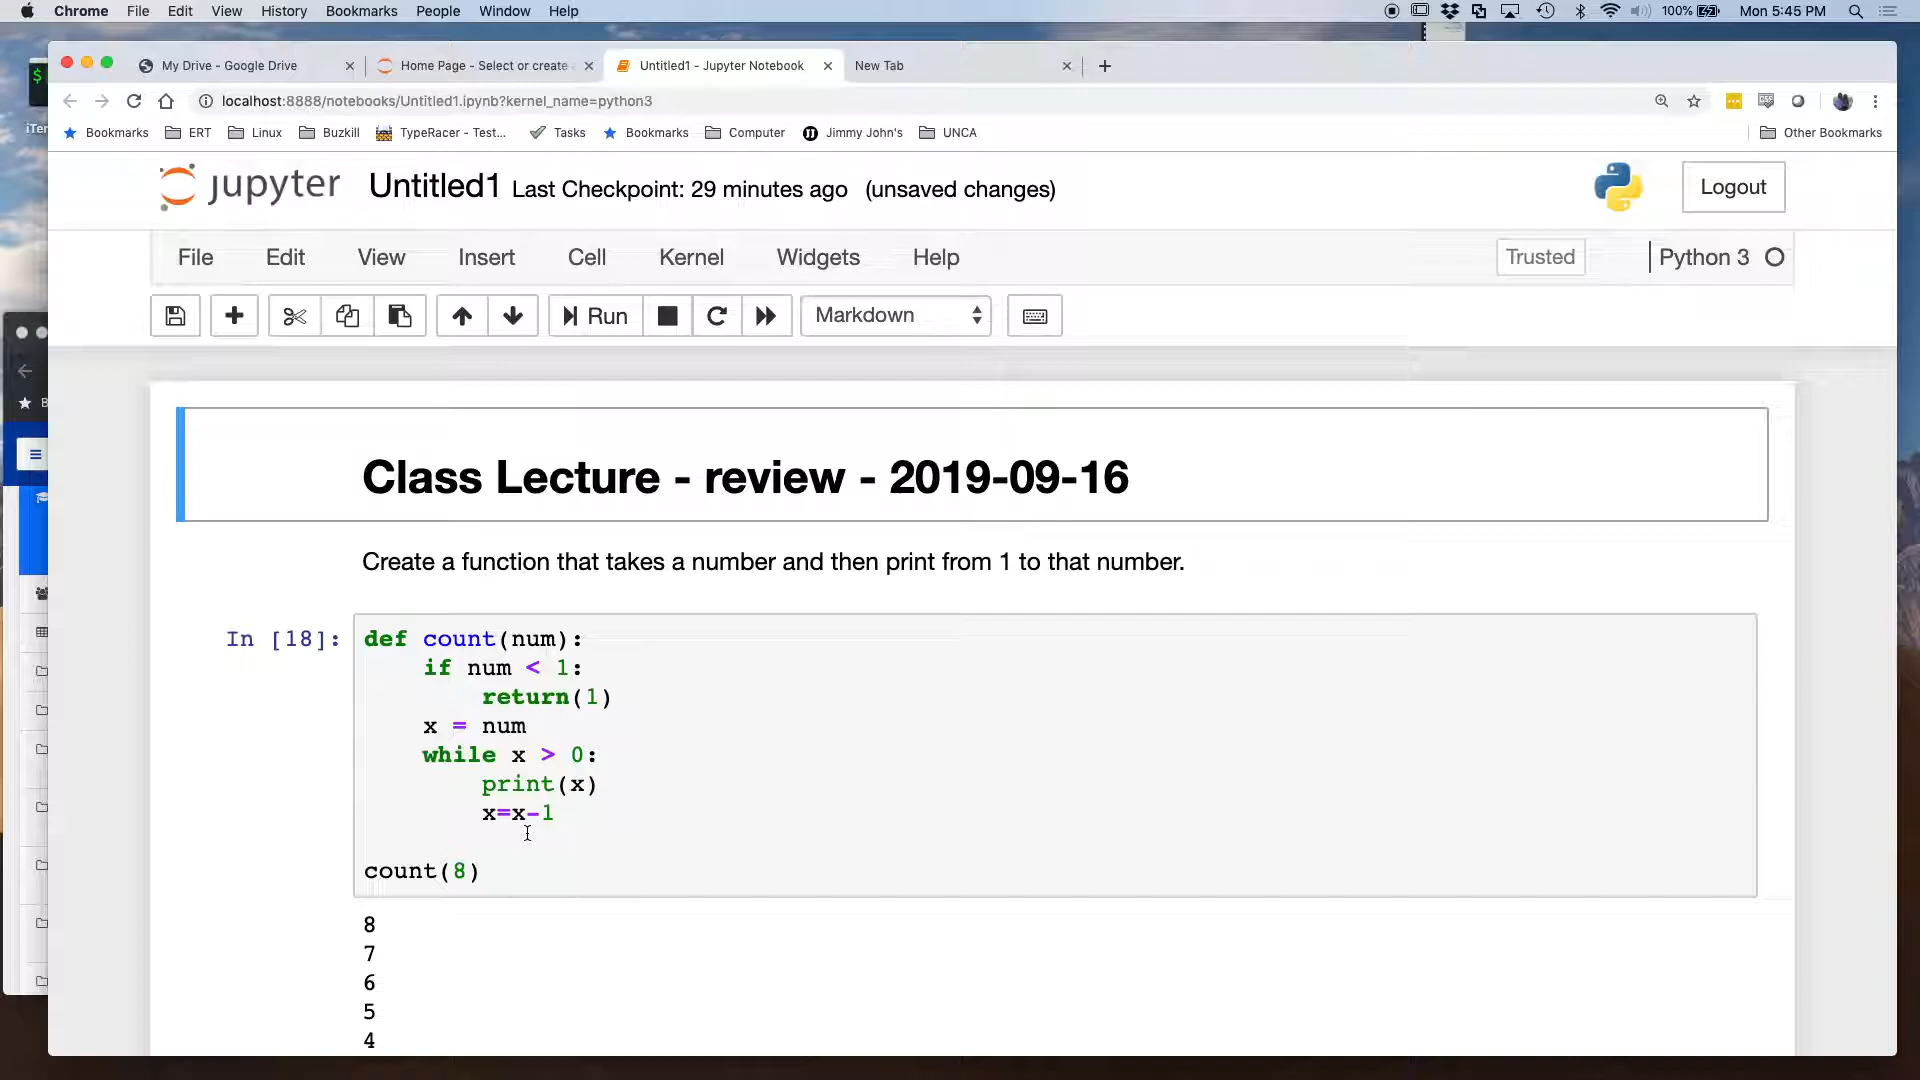 Chrome File Edit View History Bookmarks People Window Help 100% Mon 5:45 PM
My Drive - Google Drive Home Page - Select or create a Untitled1 - Jupyter Notebook New Tab
localhost:8888/notebooks/Untitled1.ipynb?kernel_name=python3
Bookmarks ERT Linux Buzkill TypeRacer - Test... Tasks Bookmarks Computer Jimmy John's UNCA Other Bookmarks
jupyter Untitled1 Last Checkpoint: 29 minutes ago (unsaved changes) Logout
File Edit View Insert Cell Kernel Widgets Help Trusted Python 3
Run Markdown
Class Lecture - review - 2019-09-16
Create a function that takes a number and then print from 1 to that number.
In [18]: def count(num):
    if num < 1:
        return(1)
    x = num
    while x > 0:
        print(x)
        x=x-1
count(8)
8
7
6
5
4